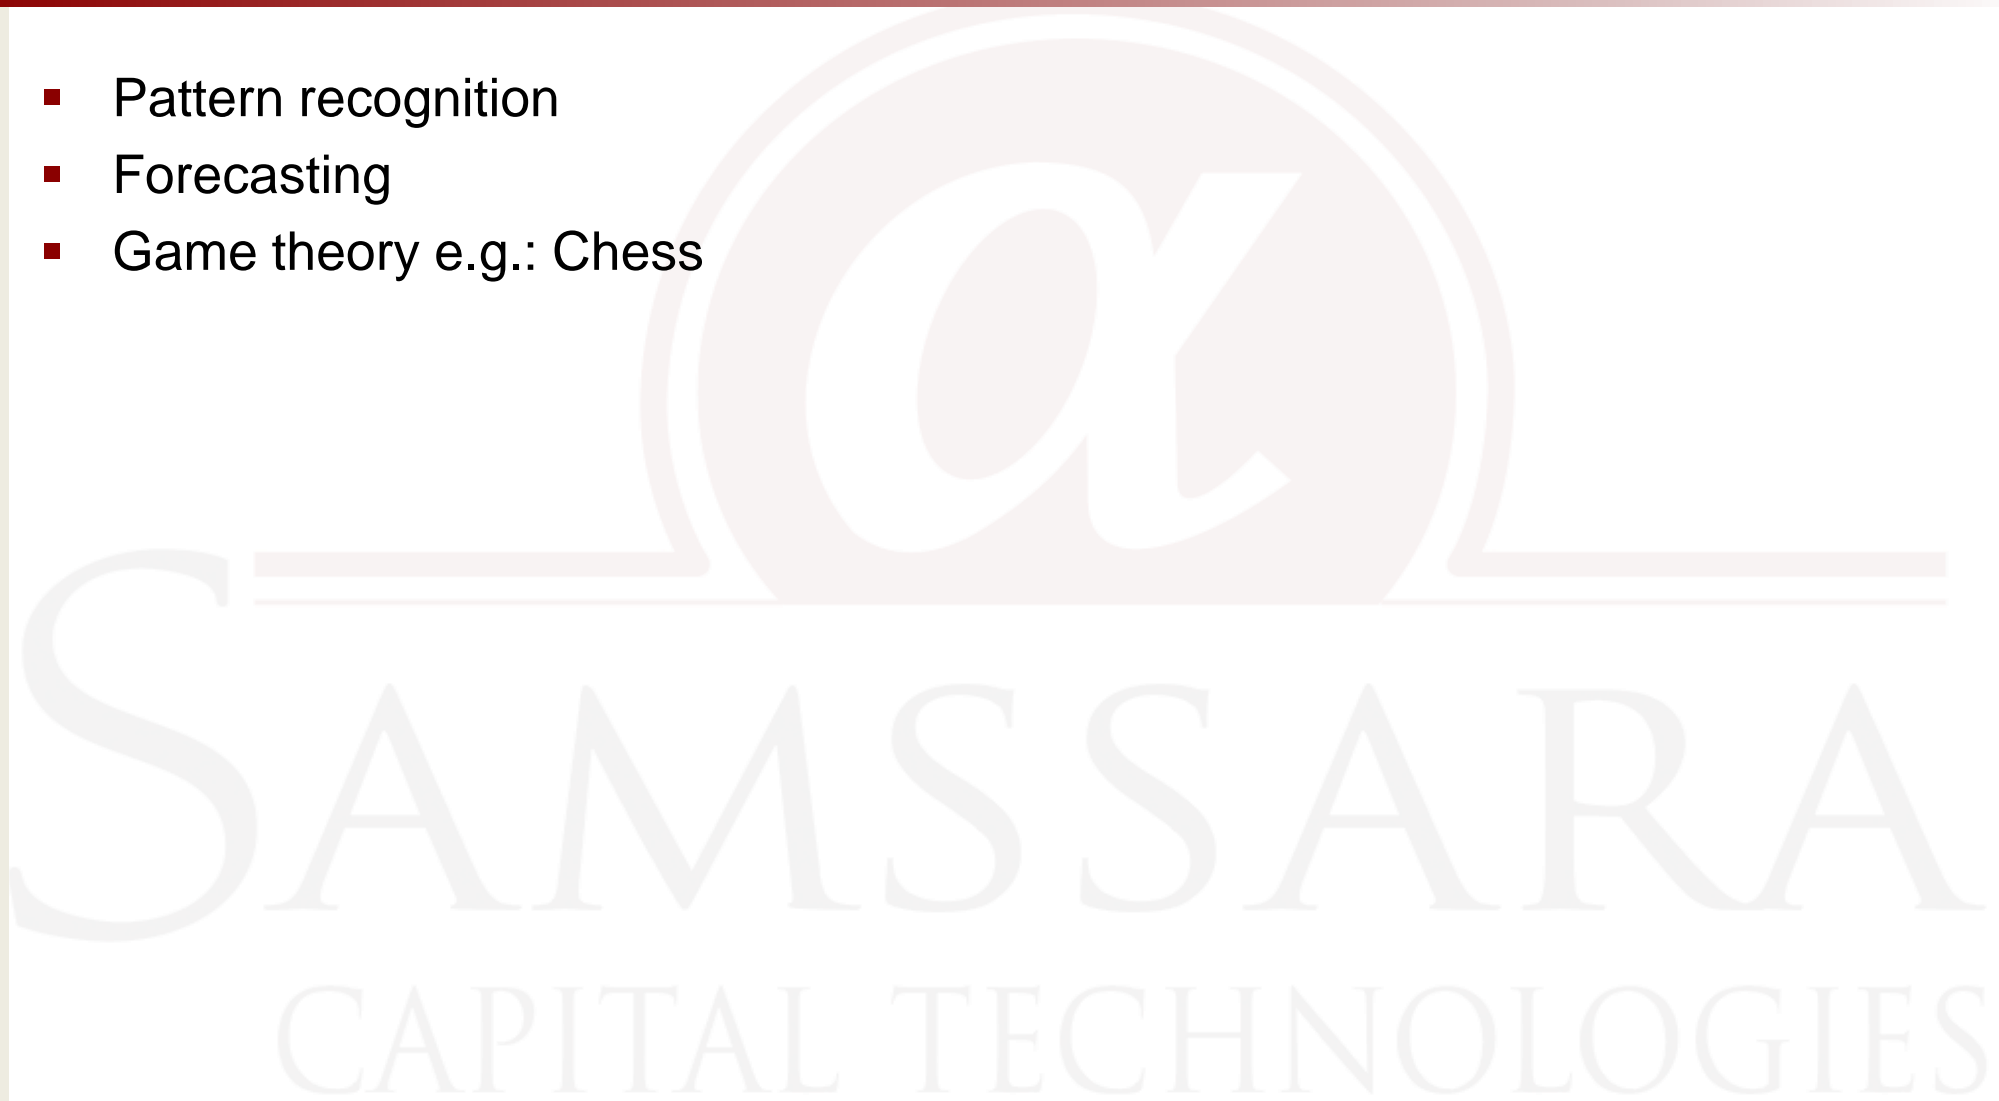 Pattern recognition
Forecasting
Game theory e.g.: Chess
α
SAMSSARA
CAPITAL TECHNOLOGIES